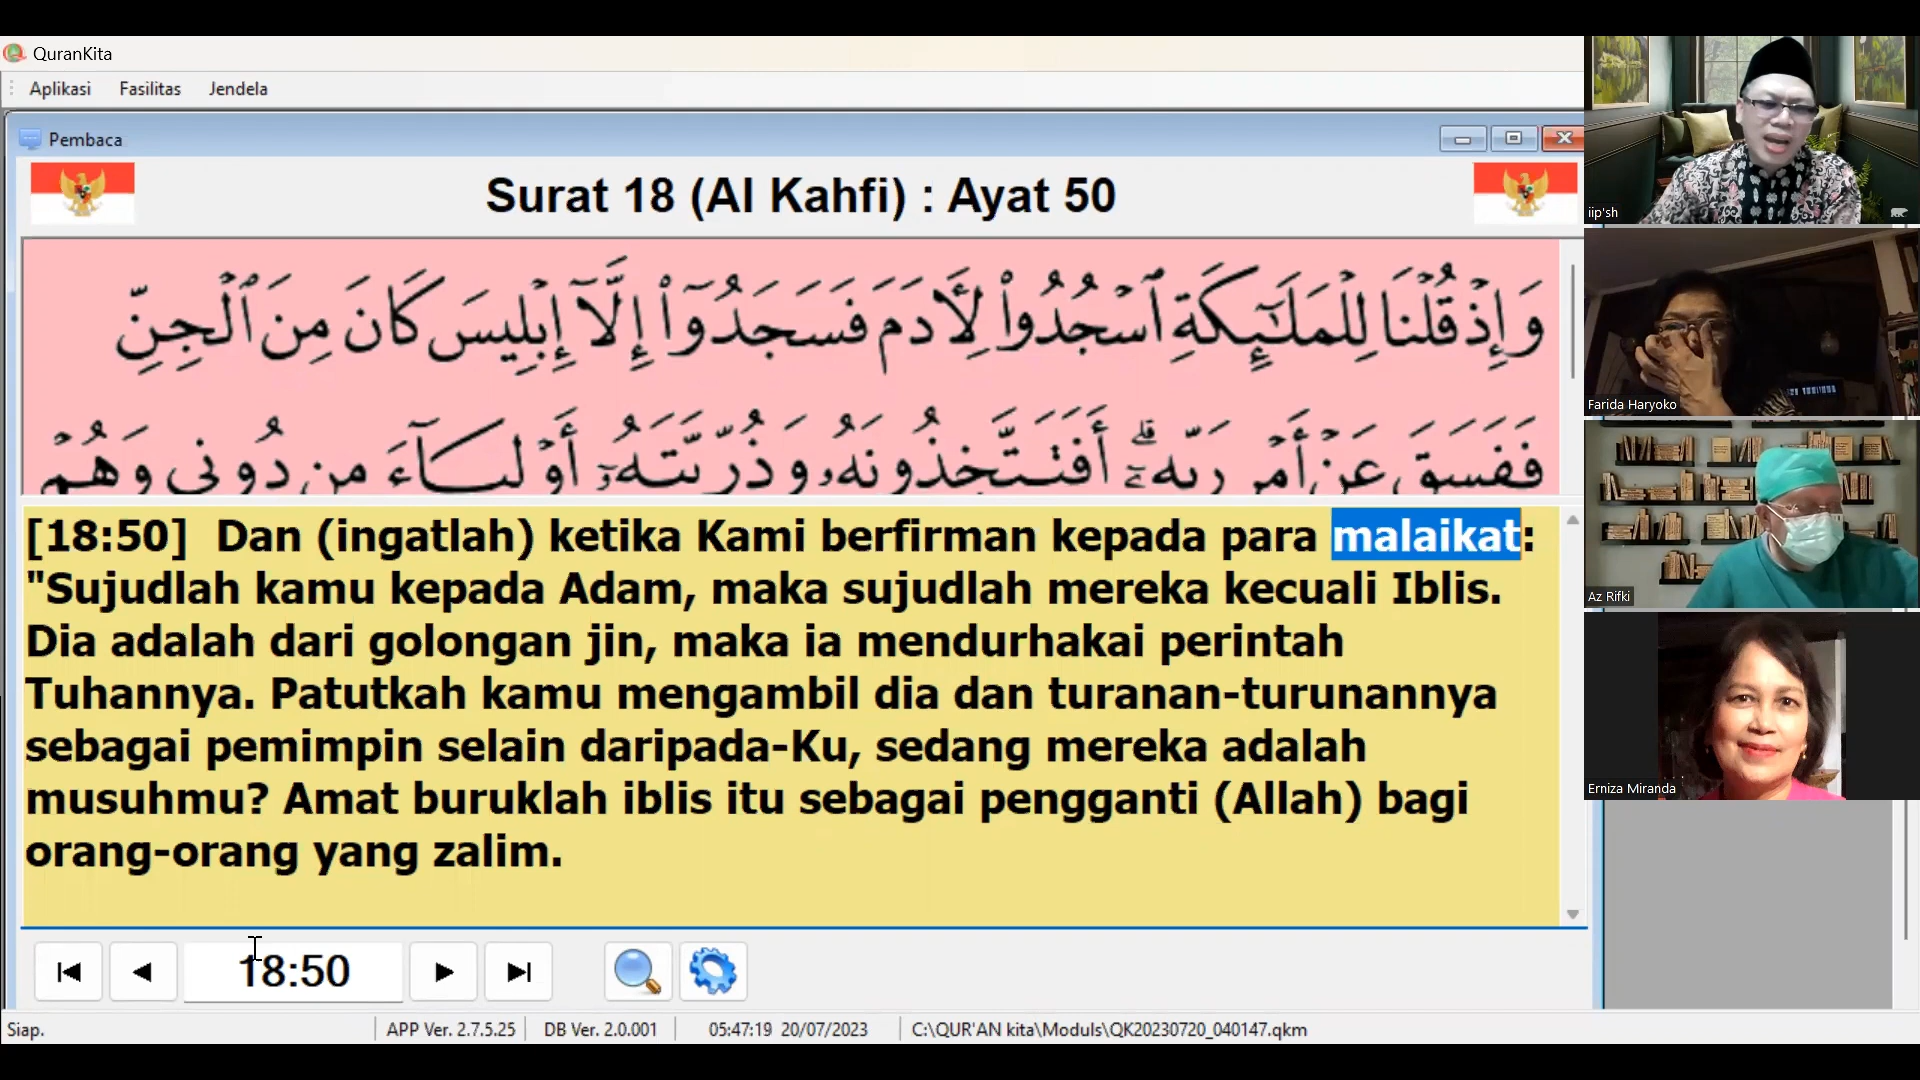 QuranKita
Aplikasi Fasilitas Jendela
Pembaca
Surat 18 (Al Kahfi) : Ayat 50
وَإِذْ قُلْنَا لِلْمَلَٰٓئِكَةِ ٱسْجُدُوا۟ لِءَادَمَ فَسَجَدُوٓا۟ إِلَّآ إِبْلِيسَ كَانَ مِنَ ٱلْجِنِّ
فَفَسَقَ عَنْ أَمْرِ رَبِّهِۦٓ ۗ أَفَتَتَّخِذُونَهُۥ وَذُرِّيَّتَهُۥٓ أَوْلِيَآءَ مِن دُونِى وَهُمْ
[18:50] Dan (ingatlah) ketika Kami berfirman kepada para malaikat:
"Sujudlah kamu kepada Adam, maka sujudlah mereka kecuali Iblis.
Dia adalah dari golongan jin, maka ia mendurhakai perintah
Tuhannya. Patutkah kamu mengambil dia dan turanan-turunannya
sebagai pemimpin selain daripada-Ku, sedang mereka adalah
musuhmu? Amat buruklah iblis itu sebagai pengganti (Allah) bagi
orang-orang yang zalim.
18:50
Siap. APP Ver. 2.7.5.25 DB Ver. 2.0.001 05:47:19 20/07/2023 C:\QUR'AN kita\Moduls\QK20230720_040147.qkm
iip'sh
Farida Haryoko
Az Rifki
Erniza Miranda